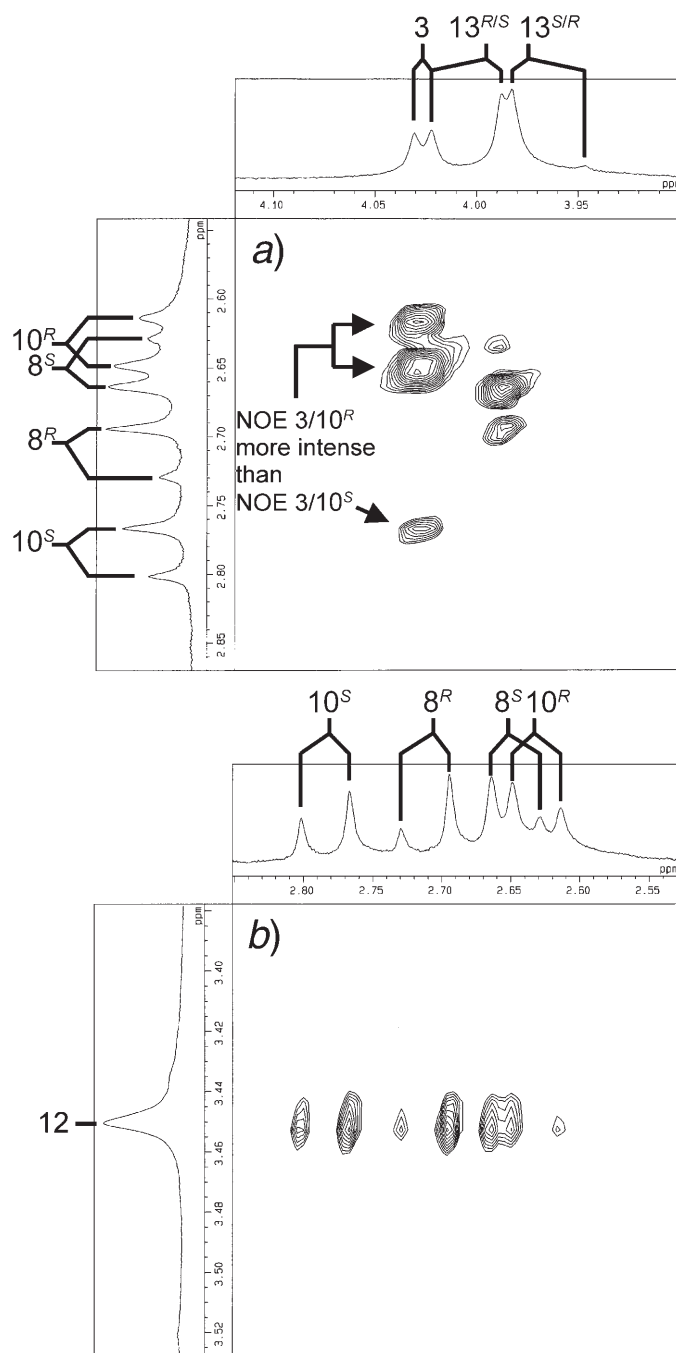 3 13R/S 13S/R
4.10 4.05 4.00 3.95 ppm
ppm
a)
2.60
10R
8S
2.65
8R
2.70
2.75
10S
2.80
2.85
NOE 3/10R
more intense
than
NOE 3/10S
10S 8R 8S 10R
2.80 2.75 2.70 2.65 2.60 2.55
ppm
ppm
b)
3.40
3.42
3.44
12
3.46
3.48
3.50
3.52